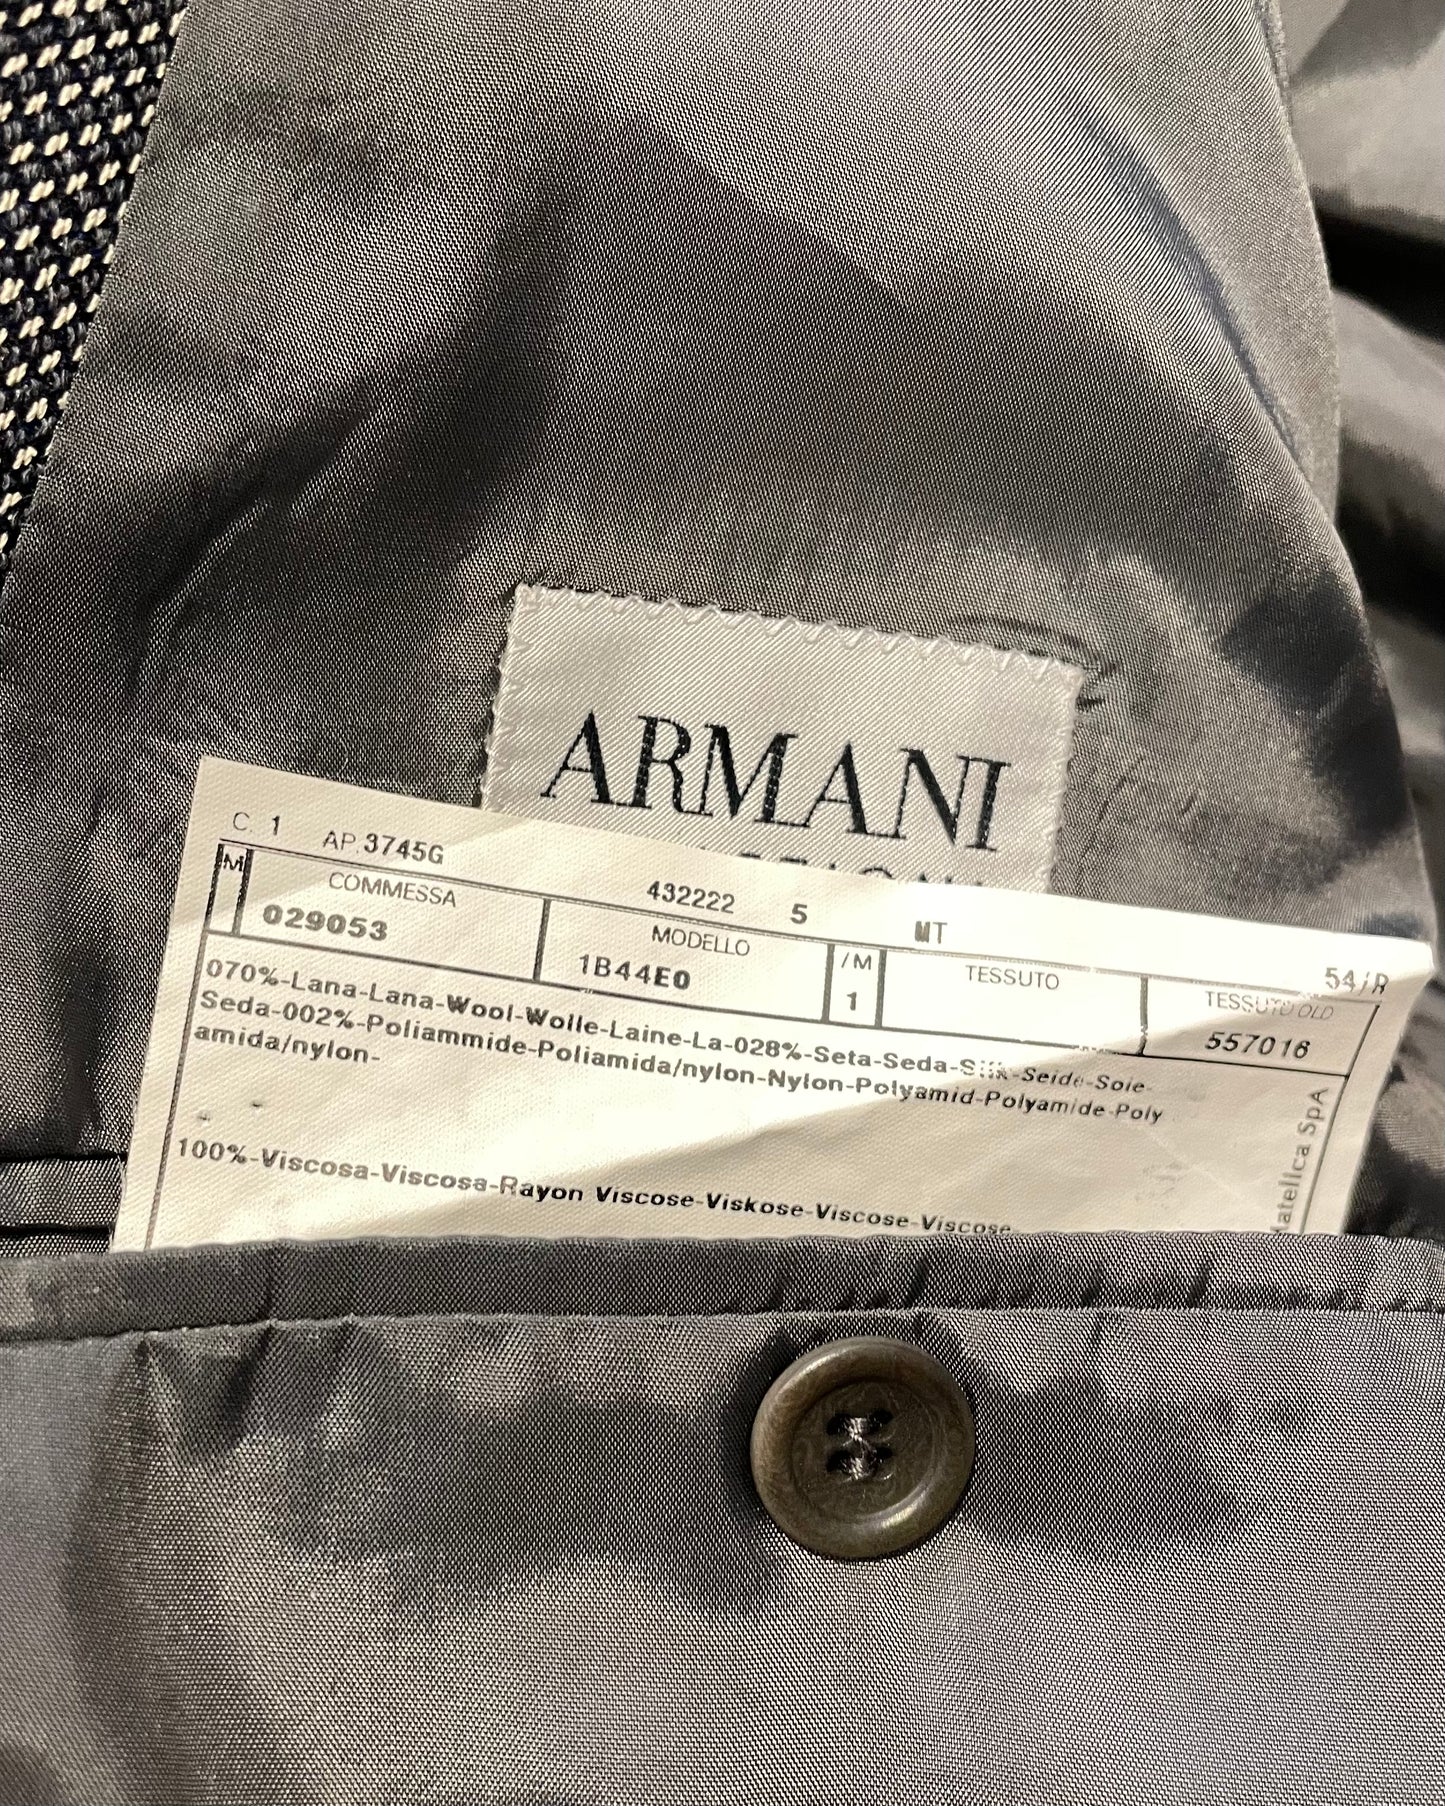 ARMANI
C. 1 AP.3745G 432222 5 MT 54/R
M COMMESSA MODELLO /M TESSUTO TESSUTO OLD
029053 1B44E0 1 557016
070%-Lana-Lana-Wool-Wolle-Laine-La-028%-Seta-Seda-Silk-Seide-Soie-
Seda-002%-Poliammide-Poliamida/nylon-Nylon-Polyamid-Polyamide-Poly
amida/nylon-
- -
100%-Viscosa-Viscosa-Rayon Viscose-Viskose-Viscose-Viscose-
Matelica SpA